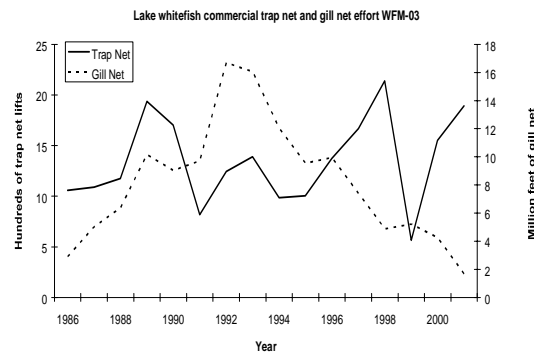 Lake whitefish commercial trap net and gill net effort WFM-03
Trap Net
Gill Net
Hundreds of trap net lifts
25
20
15
10
5
0
Million feet of gill net
18
16
14
12
10
8
6
4
2
0
1986 1988 1990 1992 1994 1996 1998 2000
Year